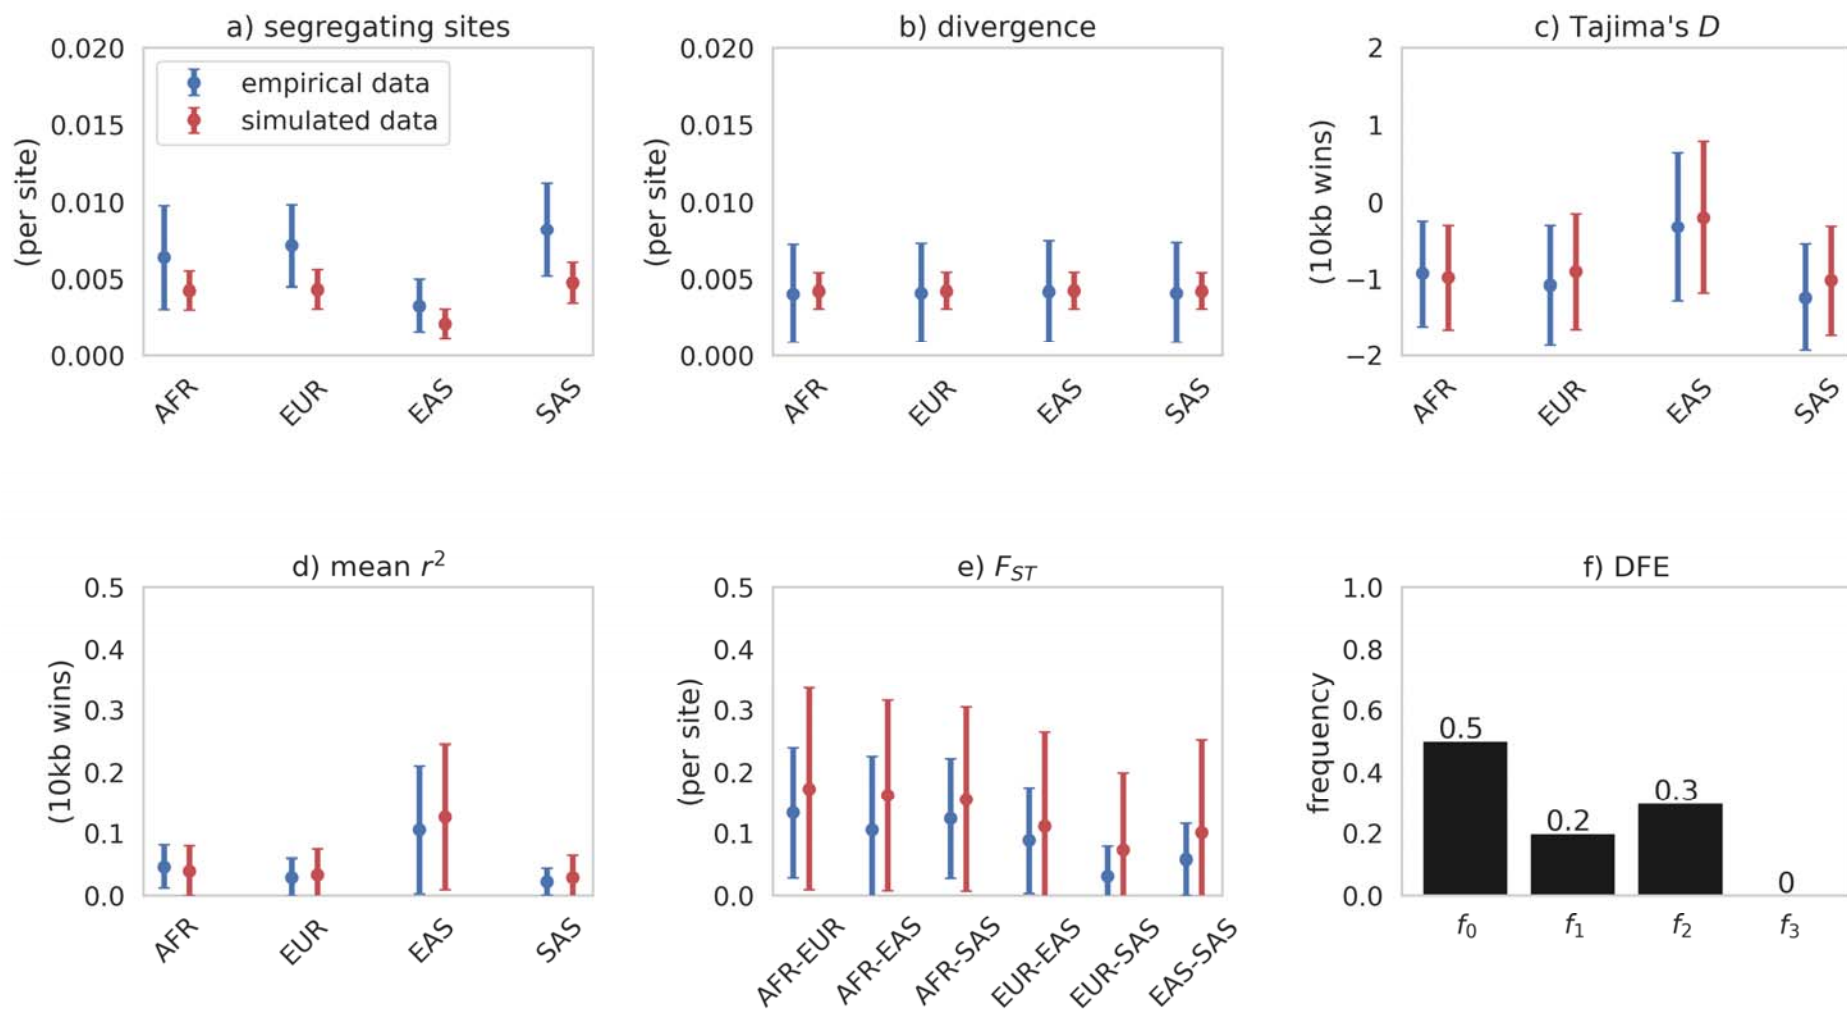 a) segregating sites
0.020
0.015
0.010
0.005
0.000
(per site)
empirical data
simulated data
AFR
EUR
EAS
SAS
b) divergence
0.020
0.015
0.010
0.005
0.000
(per site)
AFR
EUR
EAS
SAS
c) Tajima's D
2
1
0
−1
−2
(10kb wins)
AFR
EUR
EAS
SAS
d) mean r²
0.5
0.4
0.3
0.2
0.1
0.0
(10kb wins)
AFR
EUR
EAS
SAS
e) F_ST
0.5
0.4
0.3
0.2
0.1
0.0
(per site)
AFR-EUR
AFR-EAS
AFR-SAS
EUR-EAS
EUR-SAS
EAS-SAS
f) DFE
1.0
0.8
0.6
0.4
0.2
0.0
frequency
0.5
0.2
0.3
0
f₀
f₁
f₂
f₃